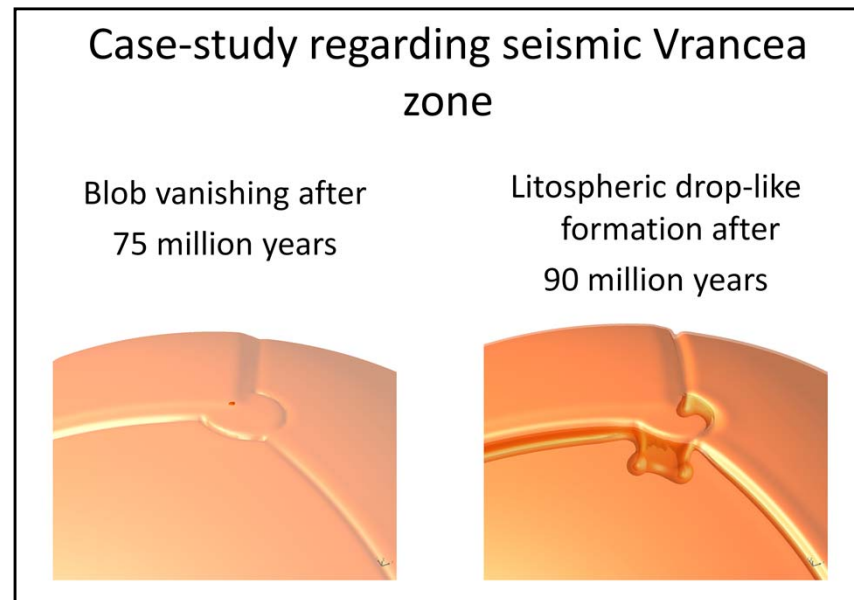 Case-study regarding seismic Vrancea
zone
Blob vanishing after
75 million years
Litospheric drop-like
formation after
90 million years